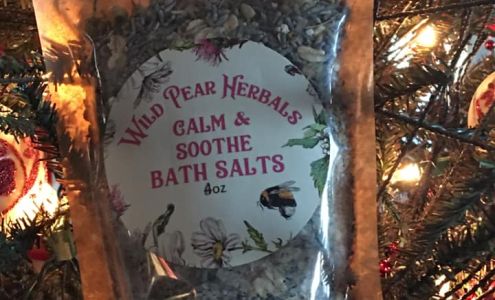 Wild Pear Herbals
CALM &
SOOTHE
BATH SALTS
4oz